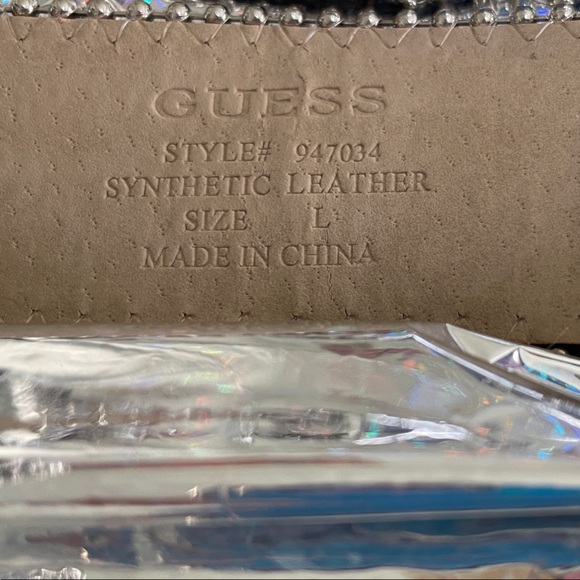 GUESS
STYLE# 947034
SYNTHETIC LEATHER
SIZE L
MADE IN CHINA